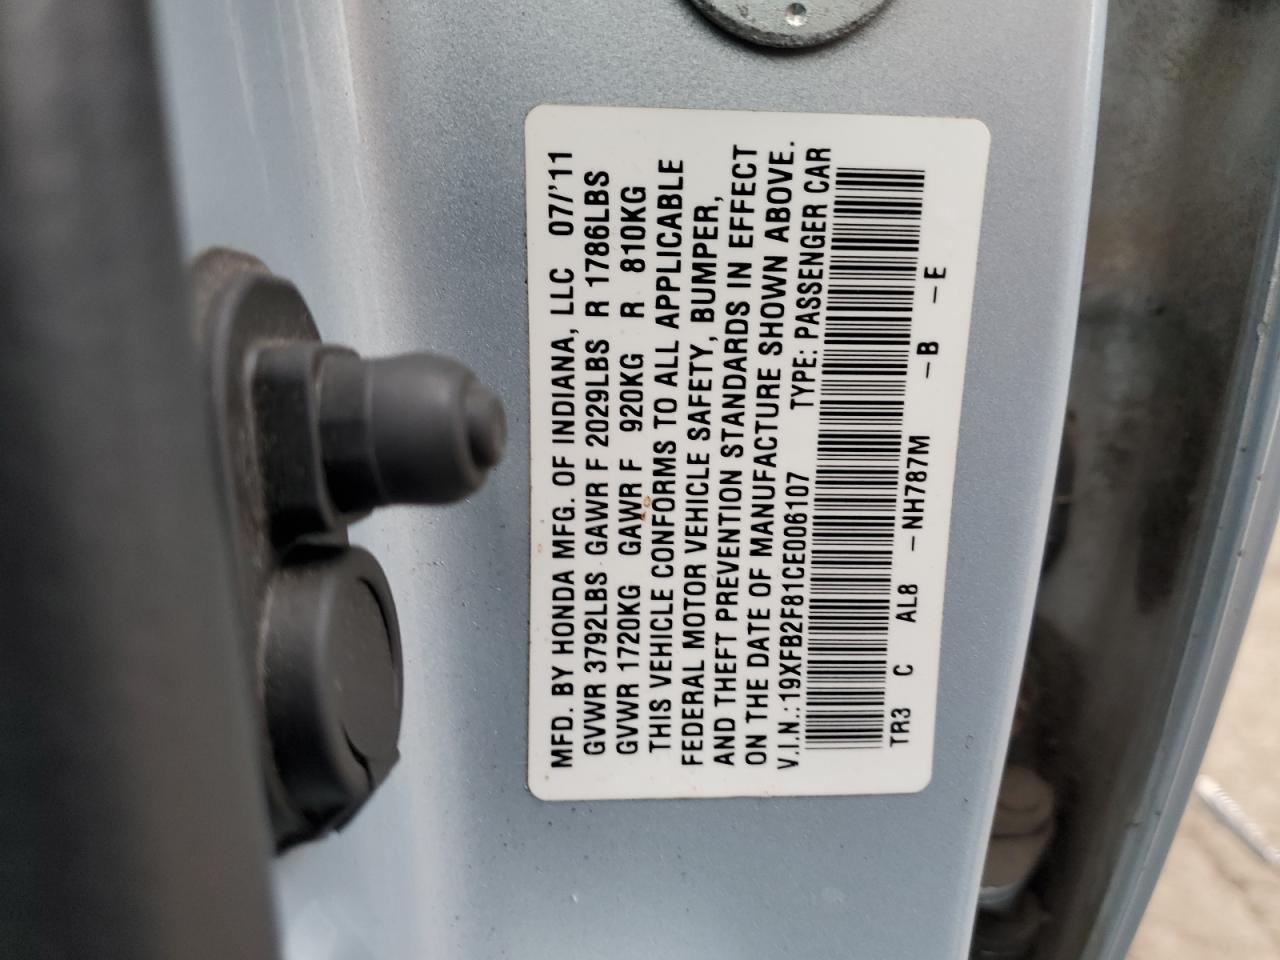 MFD. BY HONDA MFG. OF INDIANA, LLC 07/'11
GVWR 3792LBS GAWR F 2029LBS R 1786LBS
GVWR 1720KG GAWR F 920KG R 810KG
THIS VEHICLE CONFORMS TO ALL APPLICABLE
FEDERAL MOTOR VEHICLE SAFETY, BUMPER,
AND THEFT PREVENTION STANDARDS IN EFFECT
ON THE DATE OF MANUFACTURE SHOWN ABOVE.
V.I.N.: 19XFB2F81CE006107 TYPE: PASSENGER CAR
TR3 C AL8 -NH787M -B -E